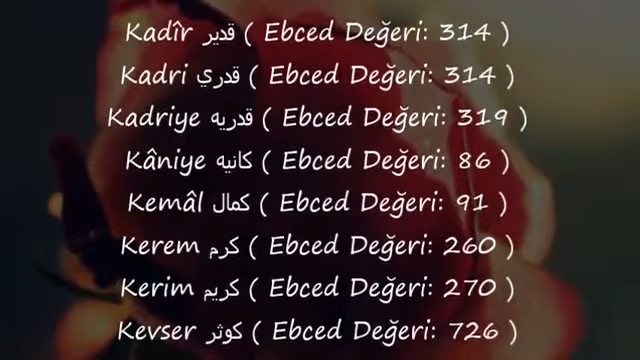 Kadîr قدير ( Ebced Değeri: 314 )
Kadri قدري ( Ebced Değeri: 314 )
Kadriye قدريه ( Ebced Değeri: 319 )
Kâniye كانيه ( Ebced Değeri: 86 )
Kemâl كمال ( Ebced Değeri: 91 )
Kerem كرم ( Ebced Değeri: 260 )
Kerim كريم ( Ebced Değeri: 270 )
Kevser كوثر ( Ebced Değeri: 726 )